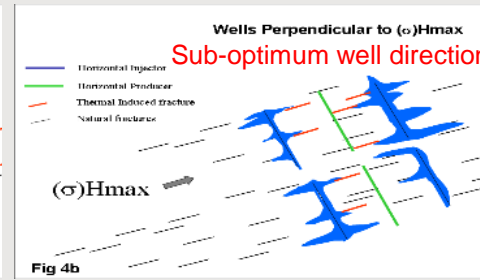 Wells Perpendicular to (σ)Hmax
Sub-optimum well direction
Horizontal Injector
Horizontal Producer
Thermal Induced fracture
Natural fractures
(σ)Hmax
Fig 4b